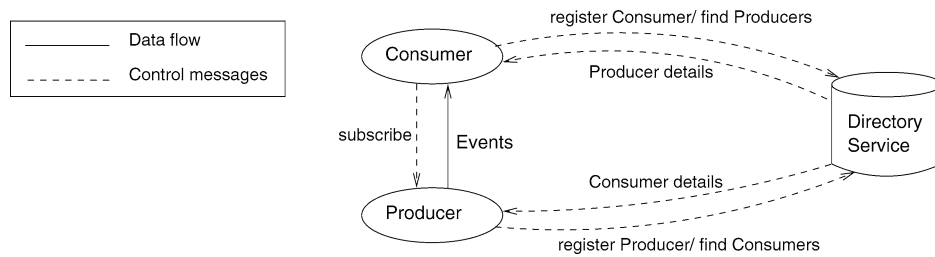 register Consumer/ find Producers
Data flow
Control messages
Consumer
Producer details
Directory
Service
subscribe
Events
Consumer details
Producer
register Producer/ find Consumers